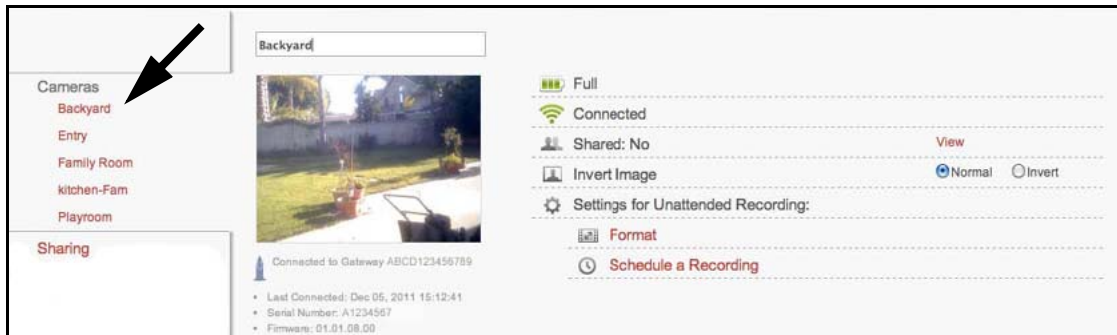 Cameras
Backyard
Entry
Family Room
kitchen-Fam
Playroom
Sharing
Backyard
Connected to Gateway ABCD123456789
• Last Connected: Dec 05, 2011 15:12:41
• Serial Number: A1234567
• Firmware: 01.01.08.00
Full
Connected
Shared: No View
Invert Image Normal Invert
Settings for Unattended Recording:
Format
Schedule a Recording